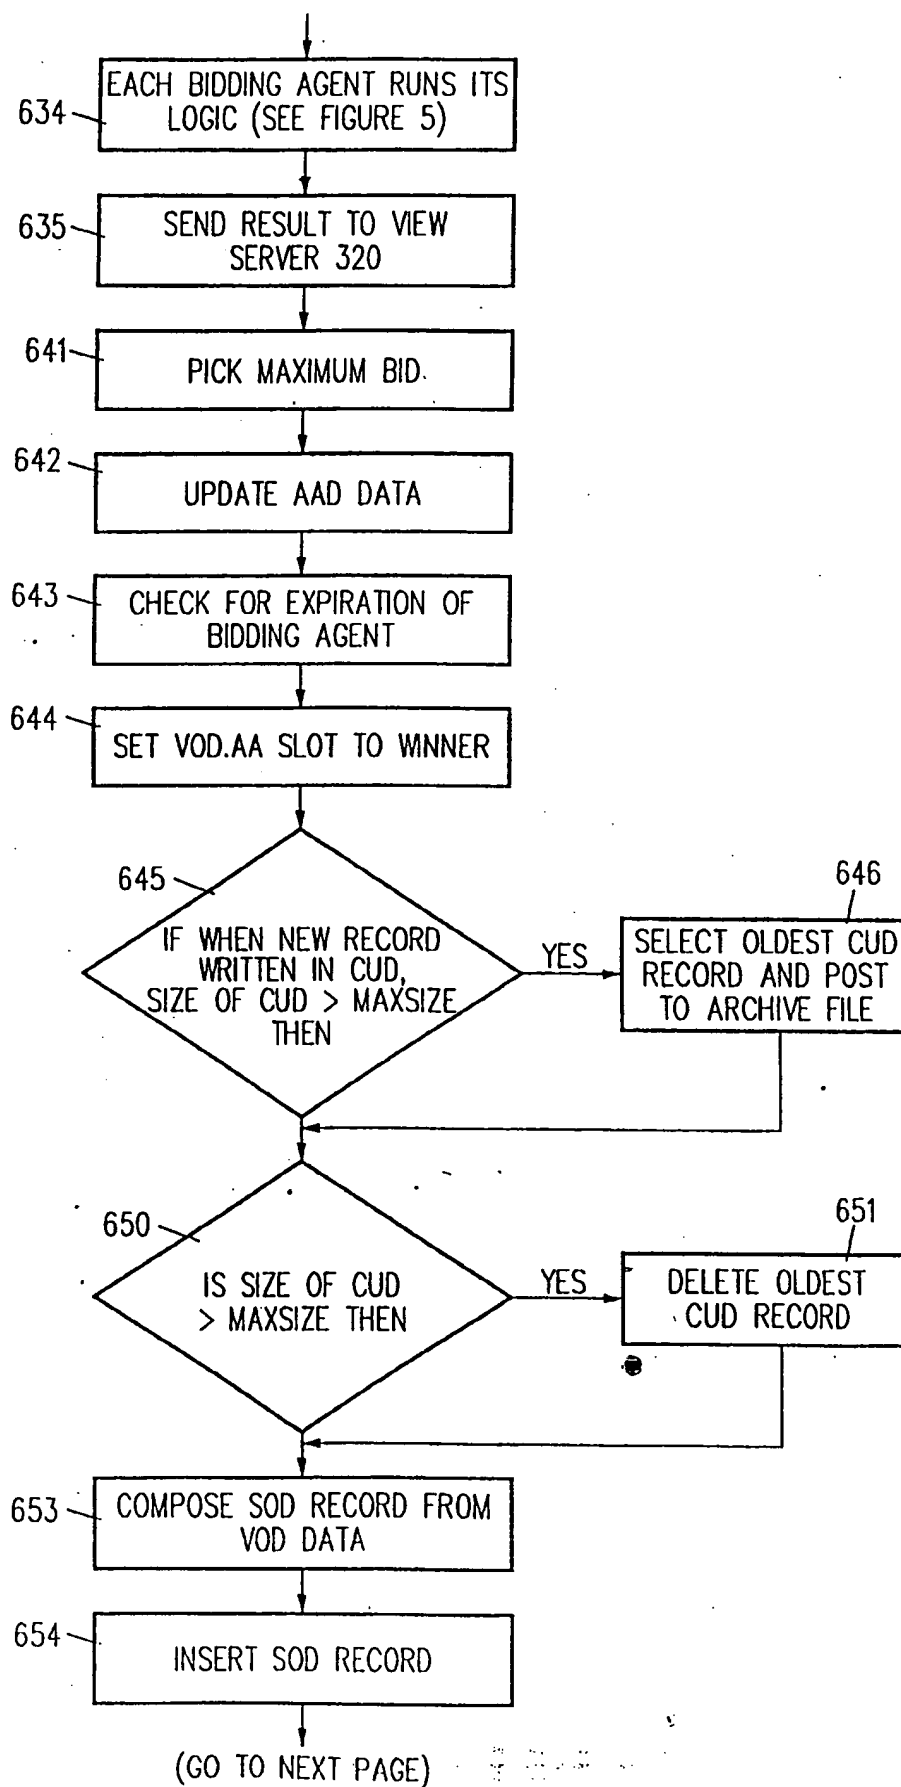 634
EACH BIDDING AGENT RUNS ITS
LOGIC (SEE FIGURE 5)
635
SEND RESULT TO VIEW
SERVER 320
641
PICK MAXIMUM BID.
642
UPDATE AAD DATA
643
CHECK FOR EXPIRATION OF
BIDDING AGENT
644
SET VOD.AA SLOT TO WINNER
645
IF WHEN NEW RECORD
WRITTEN IN CUD,
SIZE OF CUD > MAXSIZE
THEN
YES
646
SELECT OLDEST CUD
RECORD AND POST
TO ARCHIVE FILE
650
IS SIZE OF CUD
> MAXSIZE THEN
YES
651
DELETE OLDEST
CUD RECORD
653
COMPOSE SOD RECORD FROM
VOD DATA
654
INSERT SOD RECORD
(GO TO NEXT PAGE)